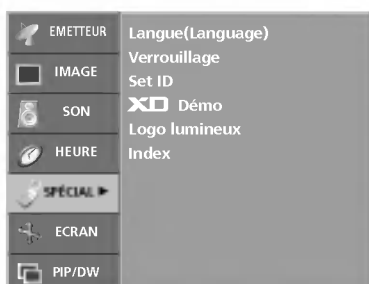 EMETTEUR
IMAGE
SON
HEURE
SPÉCIAL ►
ECRAN
PIP/DW
Langue(Language)
Verrouillage
Set ID
XD Démo
Logo lumineux
Index